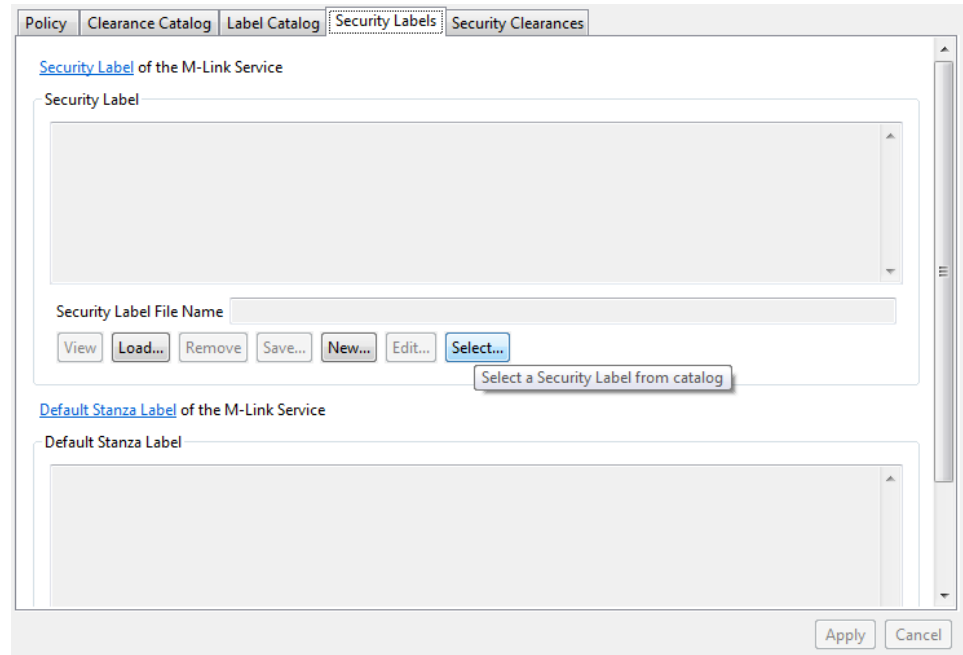 Policy Clearance Catalog Label Catalog Security Labels Security Clearances
Security Label of the M-Link Service
Security Label
Security Label File Name
View Load... Remove Save... New... Edit... Select...
Select a Security Label from catalog
Default Stanza Label of the M-Link Service
Default Stanza Label
Apply Cancel